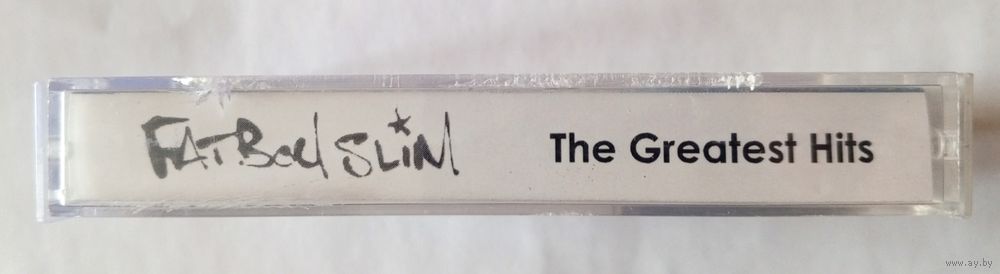 FATBOY SLIM The Greatest Hits
www.ay.by